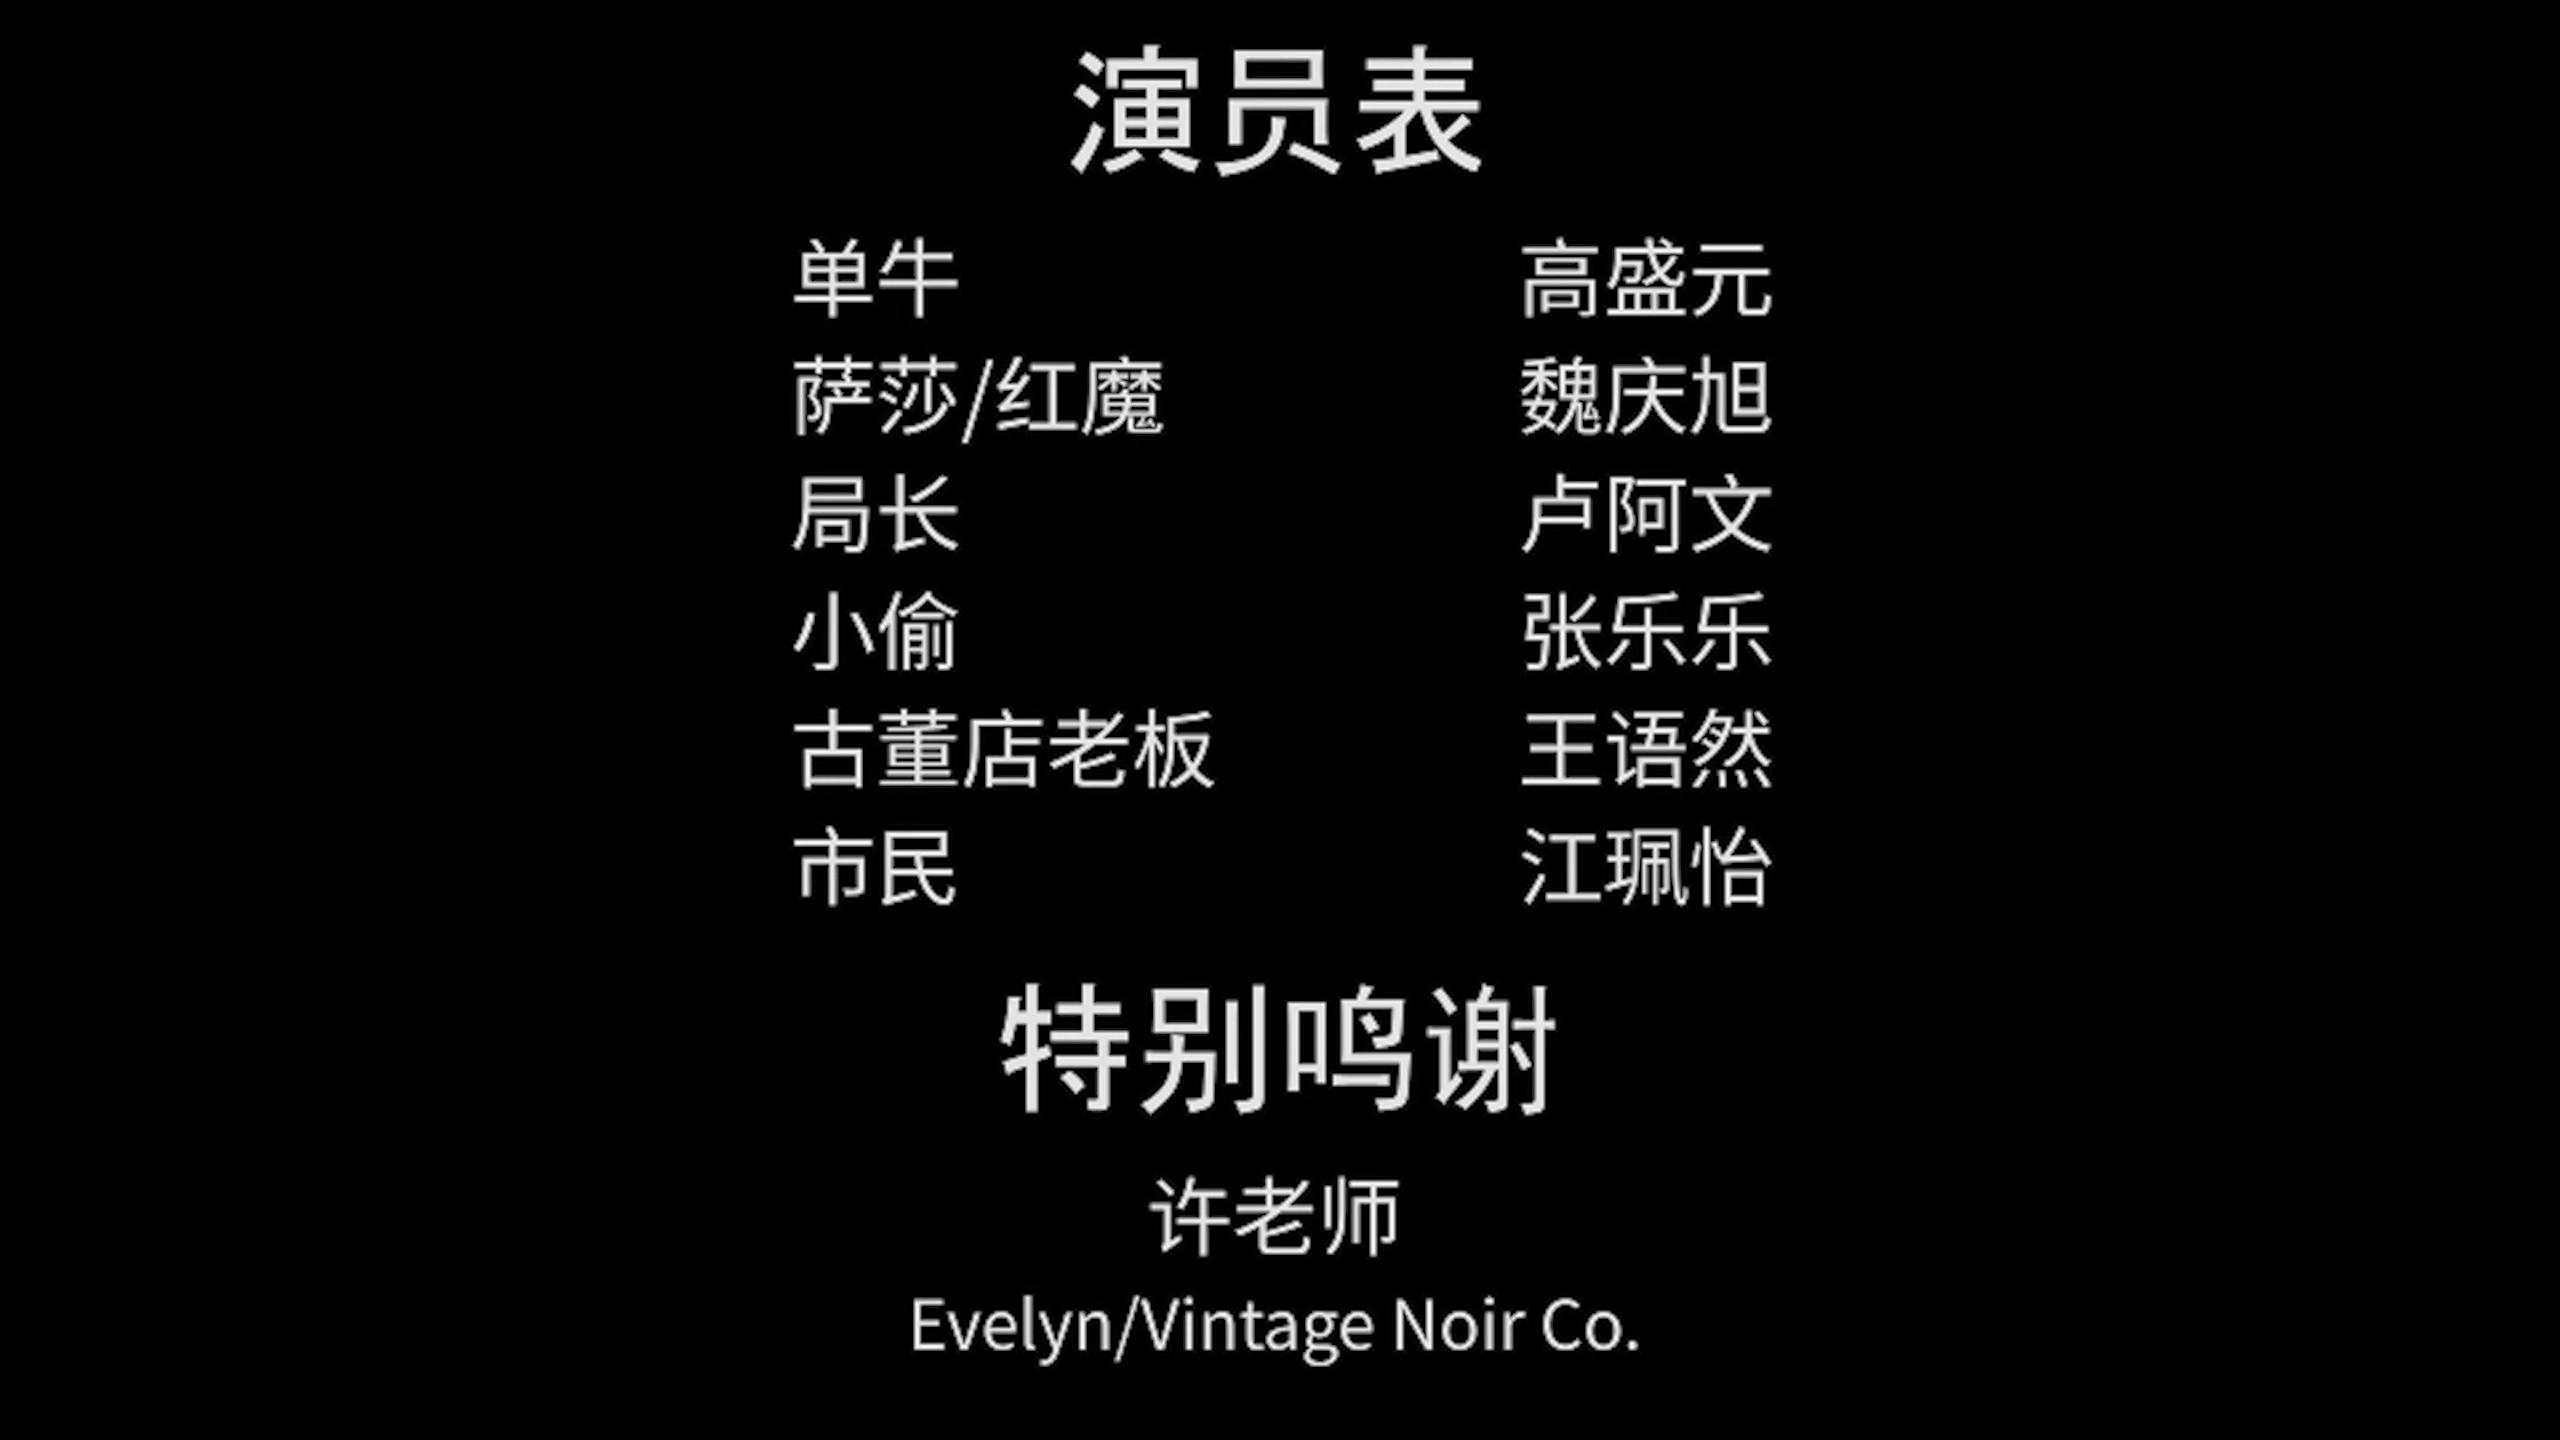 演员表
单牛 高盛元
萨莎/红魔 魏庆旭
局长 卢阿文
小偷 张乐乐
古董店老板 王语然
市民 江珮怡
特别鸣谢
许老师
Evelyn/Vintage Noir Co.